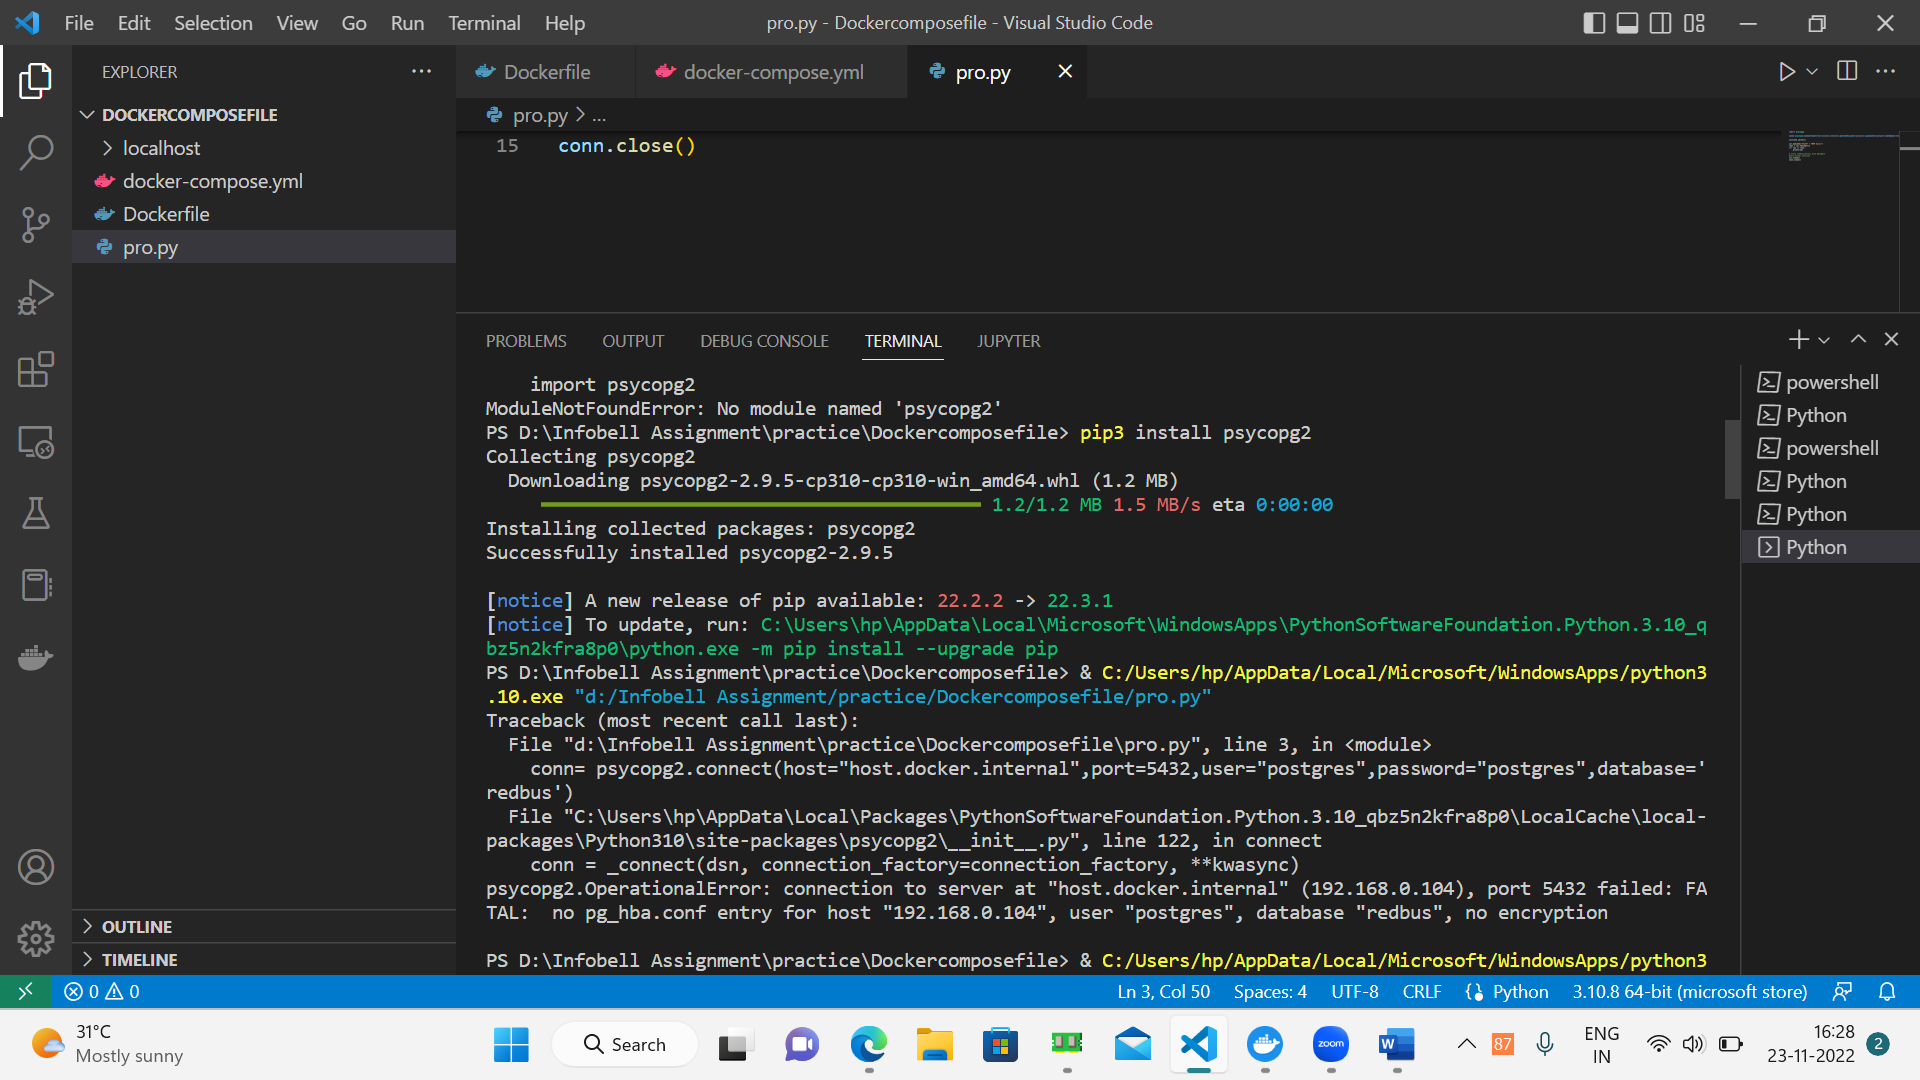 File Edit Selection View Go Run Terminal Help
pro.py - Dockercomposefile - Visual Studio Code
EXPLORER
DOCKERCOMPOSEFILE
localhost
docker-compose.yml
Dockerfile
pro.py
OUTLINE
TIMELINE
Dockerfile docker-compose.yml pro.py
pro.py > ...
15 conn.close()
PROBLEMS OUTPUT DEBUG CONSOLE TERMINAL JUPYTER
import psycopg2
ModuleNotFoundError: No module named 'psycopg2'
PS D:\Infobell Assignment\practice\Dockercomposefile> pip3 install psycopg2
Collecting psycopg2
Downloading psycopg2-2.9.5-cp310-cp310-win_amd64.whl (1.2 MB)
1.2/1.2 MB 1.5 MB/s eta 0:00:00
Installing collected packages: psycopg2
Successfully installed psycopg2-2.9.5
[notice] A new release of pip available: 22.2.2 -> 22.3.1
[notice] To update, run: C:\Users\hp\AppData\Local\Microsoft\WindowsApps\PythonSoftwareFoundation.Python.3.10_q
bz5n2kfra8p0\python.exe -m pip install --upgrade pip
PS D:\Infobell Assignment\practice\Dockercomposefile> & C:/Users/hp/AppData/Local/Microsoft/WindowsApps/python3
.10.exe "d:/Infobell Assignment/practice/Dockercomposefile/pro.py"
Traceback (most recent call last):
File "d:\Infobell Assignment\practice\Dockercomposefile\pro.py", line 3, in <module>
conn= psycopg2.connect(host="host.docker.internal",port=5432,user="postgres",password="postgres",database='
redbus')
File "C:\Users\hp\AppData\Local\Packages\PythonSoftwareFoundation.Python.3.10_qbz5n2kfra8p0\LocalCache\local-
packages\Python310\site-packages\psycopg2\__init__.py", line 122, in connect
conn = _connect(dsn, connection_factory=connection_factory, **kwasync)
psycopg2.OperationalError: connection to server at "host.docker.internal" (192.168.0.104), port 5432 failed: FA
TAL:  no pg_hba.conf entry for host "192.168.0.104", user "postgres", database "redbus", no encryption
PS D:\Infobell Assignment\practice\Dockercomposefile> & C:/Users/hp/AppData/Local/Microsoft/WindowsApps/python3
powershell
Python
powershell
Python
Python
Python
0 0
Ln 3, Col 50 Spaces: 4 UTF-8 CRLF Python 3.10.8 64-bit (microsoft store)
31°C
Mostly sunny
Search
zoom
W
87
ENG
IN
16:28
23-11-2022
2